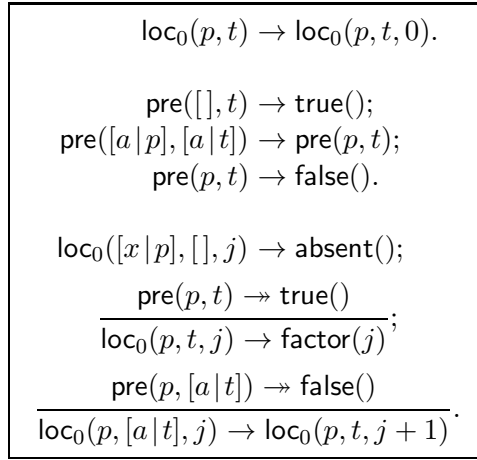 loc₀(p, t) → loc₀(p, t, 0).
pre([ ], t) → true();
pre([a | p], [a | t]) → pre(p, t);
pre(p, t) → false().
loc₀([x | p], [ ], j) → absent();
pre(p, t) ↠ true()
loc₀(p, t, j) → factor(j) ;
pre(p, [a | t]) ↠ false()
loc₀(p, [a | t], j) → loc₀(p, t, j + 1) .